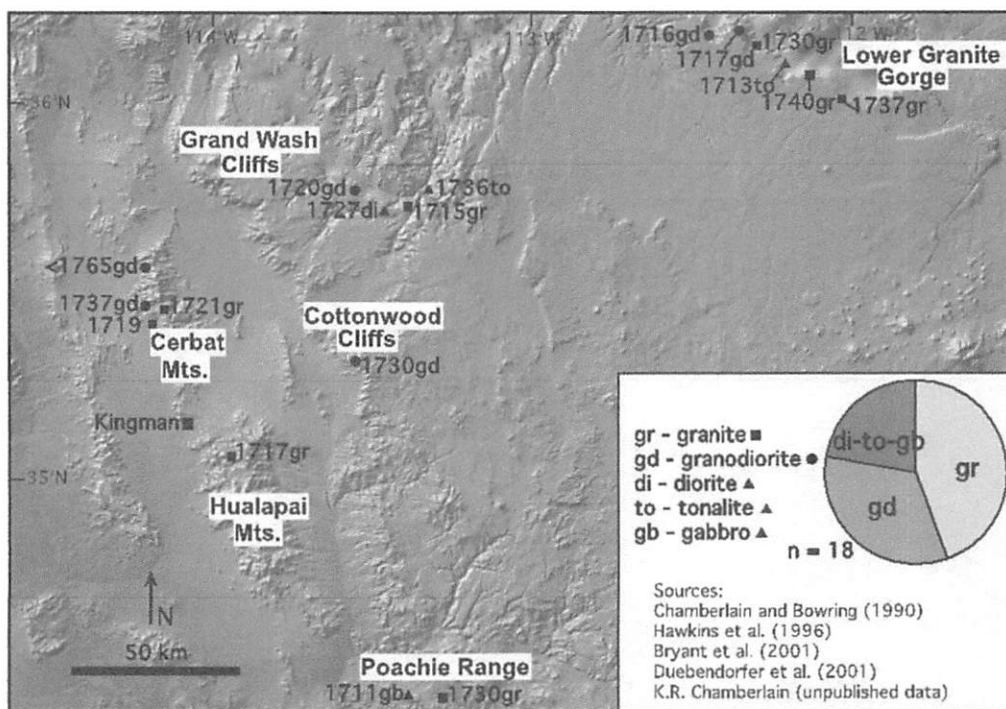 114 W
113 W
12 W
1716gd
1717gd
1730gr
1713to
1740gr
1737gr
Lower Granite
Gorge
36°N
Grand Wash
Cliffs
1720gd
1736to
1727di
1715gr
<1765gd
1737gd
1721gr
1719
Cerbat
Mts.
Cottonwood
Cliffs
1730gd
Kingman
1717gr
35°N
Hualapai
Mts.
N
50 km
Poachie Range
1711gb
1730gr
gr - granite ■
gd - granodiorite ●
di - diorite ▲
to - tonalite ▲
gb - gabbro ▲
di-to-gb
gr
gd
n = 18
Sources:
Chamberlain and Bowring (1990)
Hawkins et al. (1996)
Bryant et al. (2001)
Duebendorfer et al. (2001)
K.R. Chamberlain (unpublished data)